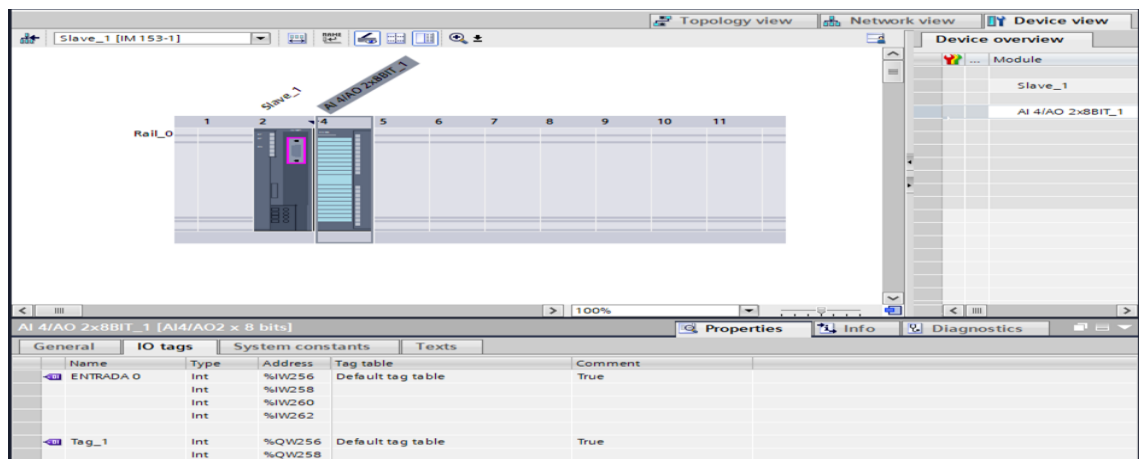 Topology view Network view Device view
Slave_1 [IM 153-1] Device overview
... Module
Slave_1
AI 4/AO 2x8BIT_1
Slave_1 AI 4/AO 2x8BIT_1
1 2 4 5 6 7 8 9 10 11
Rail_0
100%
AI 4/AO 2x8BIT_1 [AI4/AO2 x 8 bits] Properties Info Diagnostics
General IO tags System constants Texts
Name Type Address Tag table Comment
ENTRADA 0 Int %IW256 Default tag table True
Int %IW258
Int %IW260
Int %IW262
Tag_1 Int %QW256 Default tag table True
Int %QW258